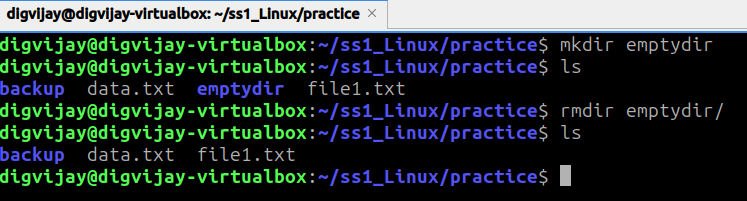 digvijay@digvijay-virtualbox: ~/ss1_Linux/practice ×
digvijay@digvijay-virtualbox:~/ss1_Linux/practice$ mkdir emptydir
digvijay@digvijay-virtualbox:~/ss1_Linux/practice$ ls
backup  data.txt  emptydir  file1.txt
digvijay@digvijay-virtualbox:~/ss1_Linux/practice$ rmdir emptydir/
digvijay@digvijay-virtualbox:~/ss1_Linux/practice$ ls
backup  data.txt  file1.txt
digvijay@digvijay-virtualbox:~/ss1_Linux/practice$